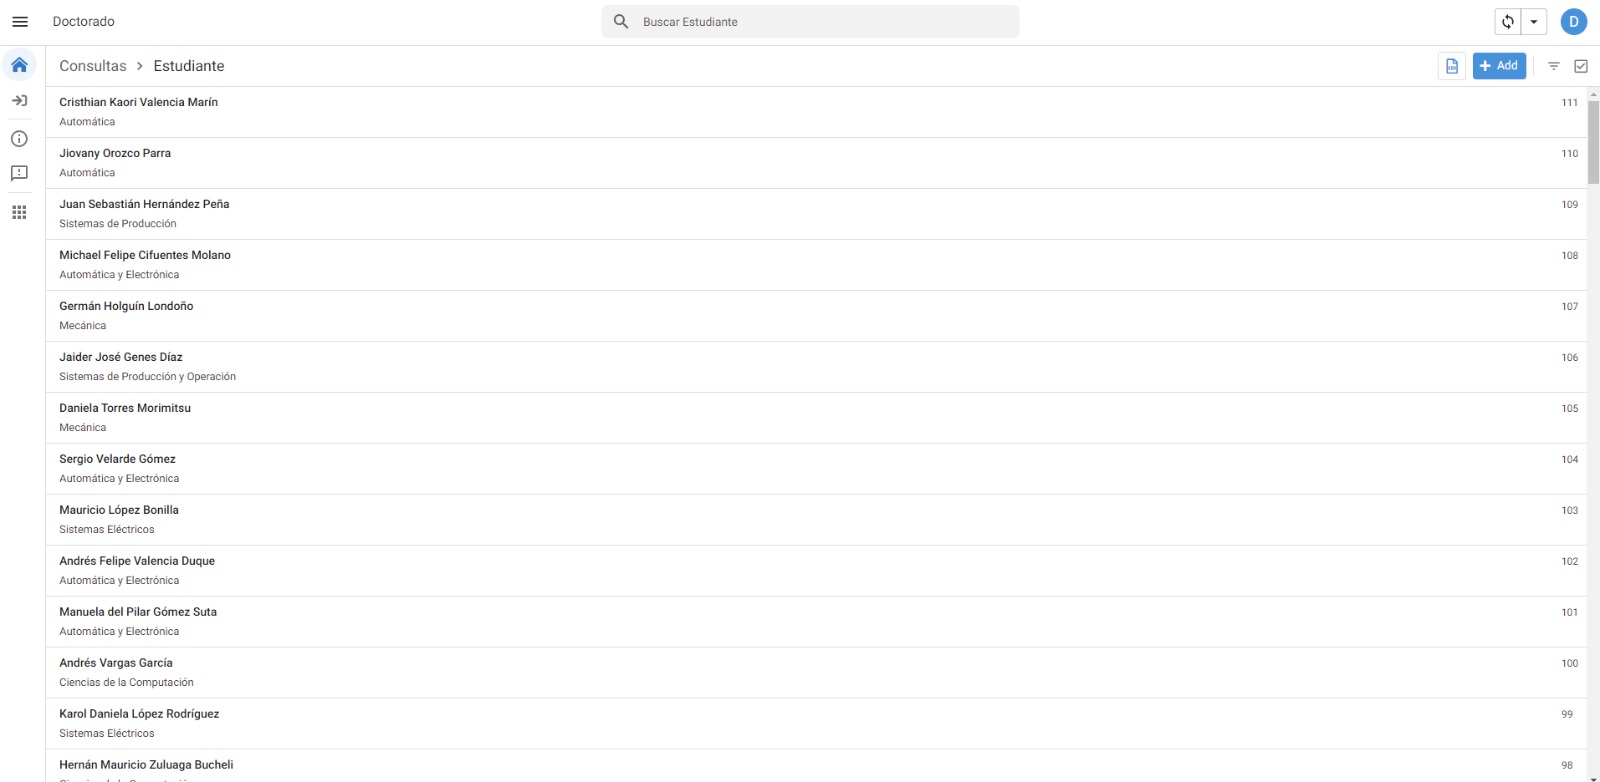 Doctorado
Buscar Estudiante
D
Consultas > Estudiante
CSV
+ Add
Cristhian Kaori Valencia Marín
111
Automática
Jiovany Orozco Parra
110
Automática
Juan Sebastián Hernández Peña
109
Sistemas de Producción
Michael Felipe Cifuentes Molano
108
Automática y Electrónica
Germán Holguín Londoño
107
Mecánica
Jaider José Genes Díaz
106
Sistemas de Producción y Operación
Daniela Torres Morimitsu
105
Mecánica
Sergio Velarde Gómez
104
Automática y Electrónica
Mauricio López Bonilla
103
Sistemas Eléctricos
Andrés Felipe Valencia Duque
102
Automática y Electrónica
Manuela del Pilar Gómez Suta
101
Automática y Electrónica
Andrés Vargas García
100
Ciencias de la Computación
Karol Daniela López Rodríguez
99
Sistemas Eléctricos
Hernán Mauricio Zuluaga Bucheli
98